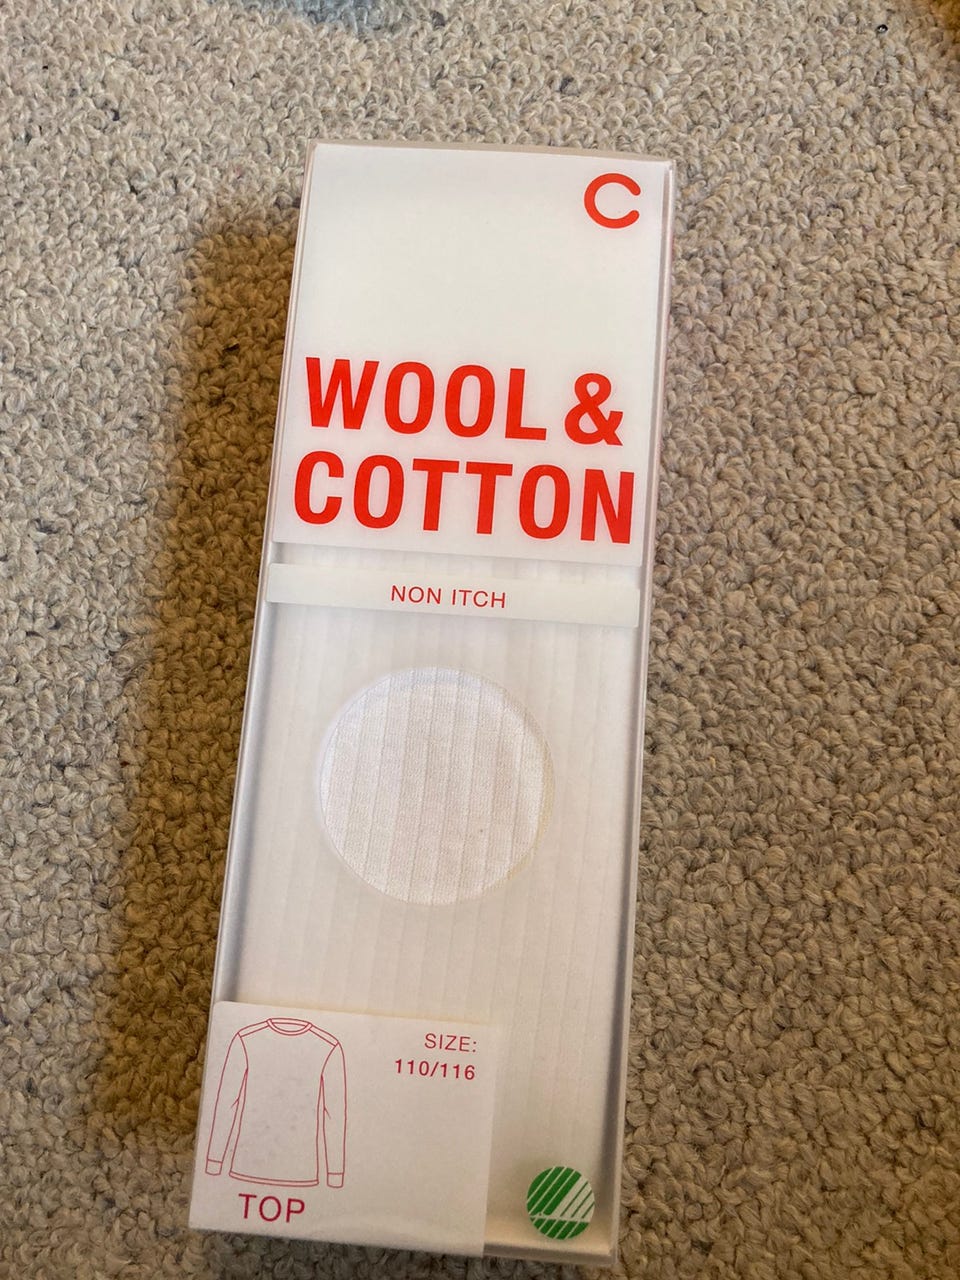 C
WOOL &
COTTON
NON ITCH
SIZE:
110/116
TOP